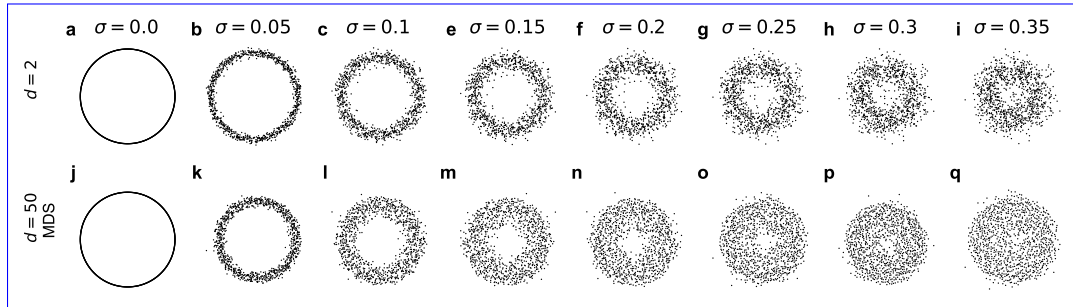 a σ = 0.0 b σ = 0.05 c σ = 0.1 e σ = 0.15 f σ = 0.2 g σ = 0.25 h σ = 0.3 i σ = 0.35
d = 2
j k l m n o p q
d = 50
MDS